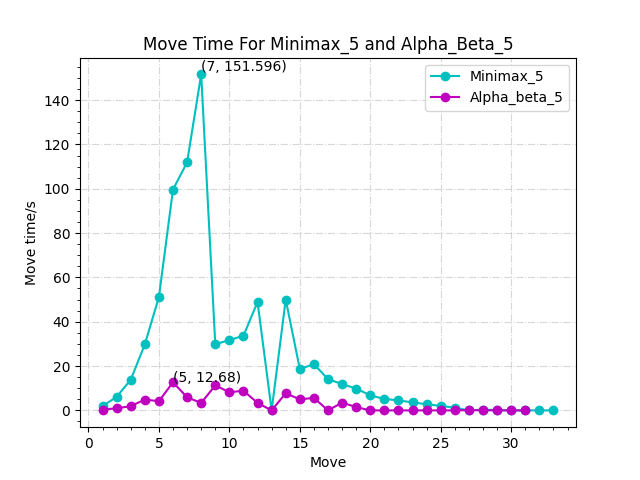 Move Time For Minimax_5 and Alpha_Beta_5
(7, 151.596)
Minimax_5
Alpha_beta_5
140
120
100
80
60
40
20
0
Move time/s
(5, 12.68)
0 5 10 15 20 25 30
Move